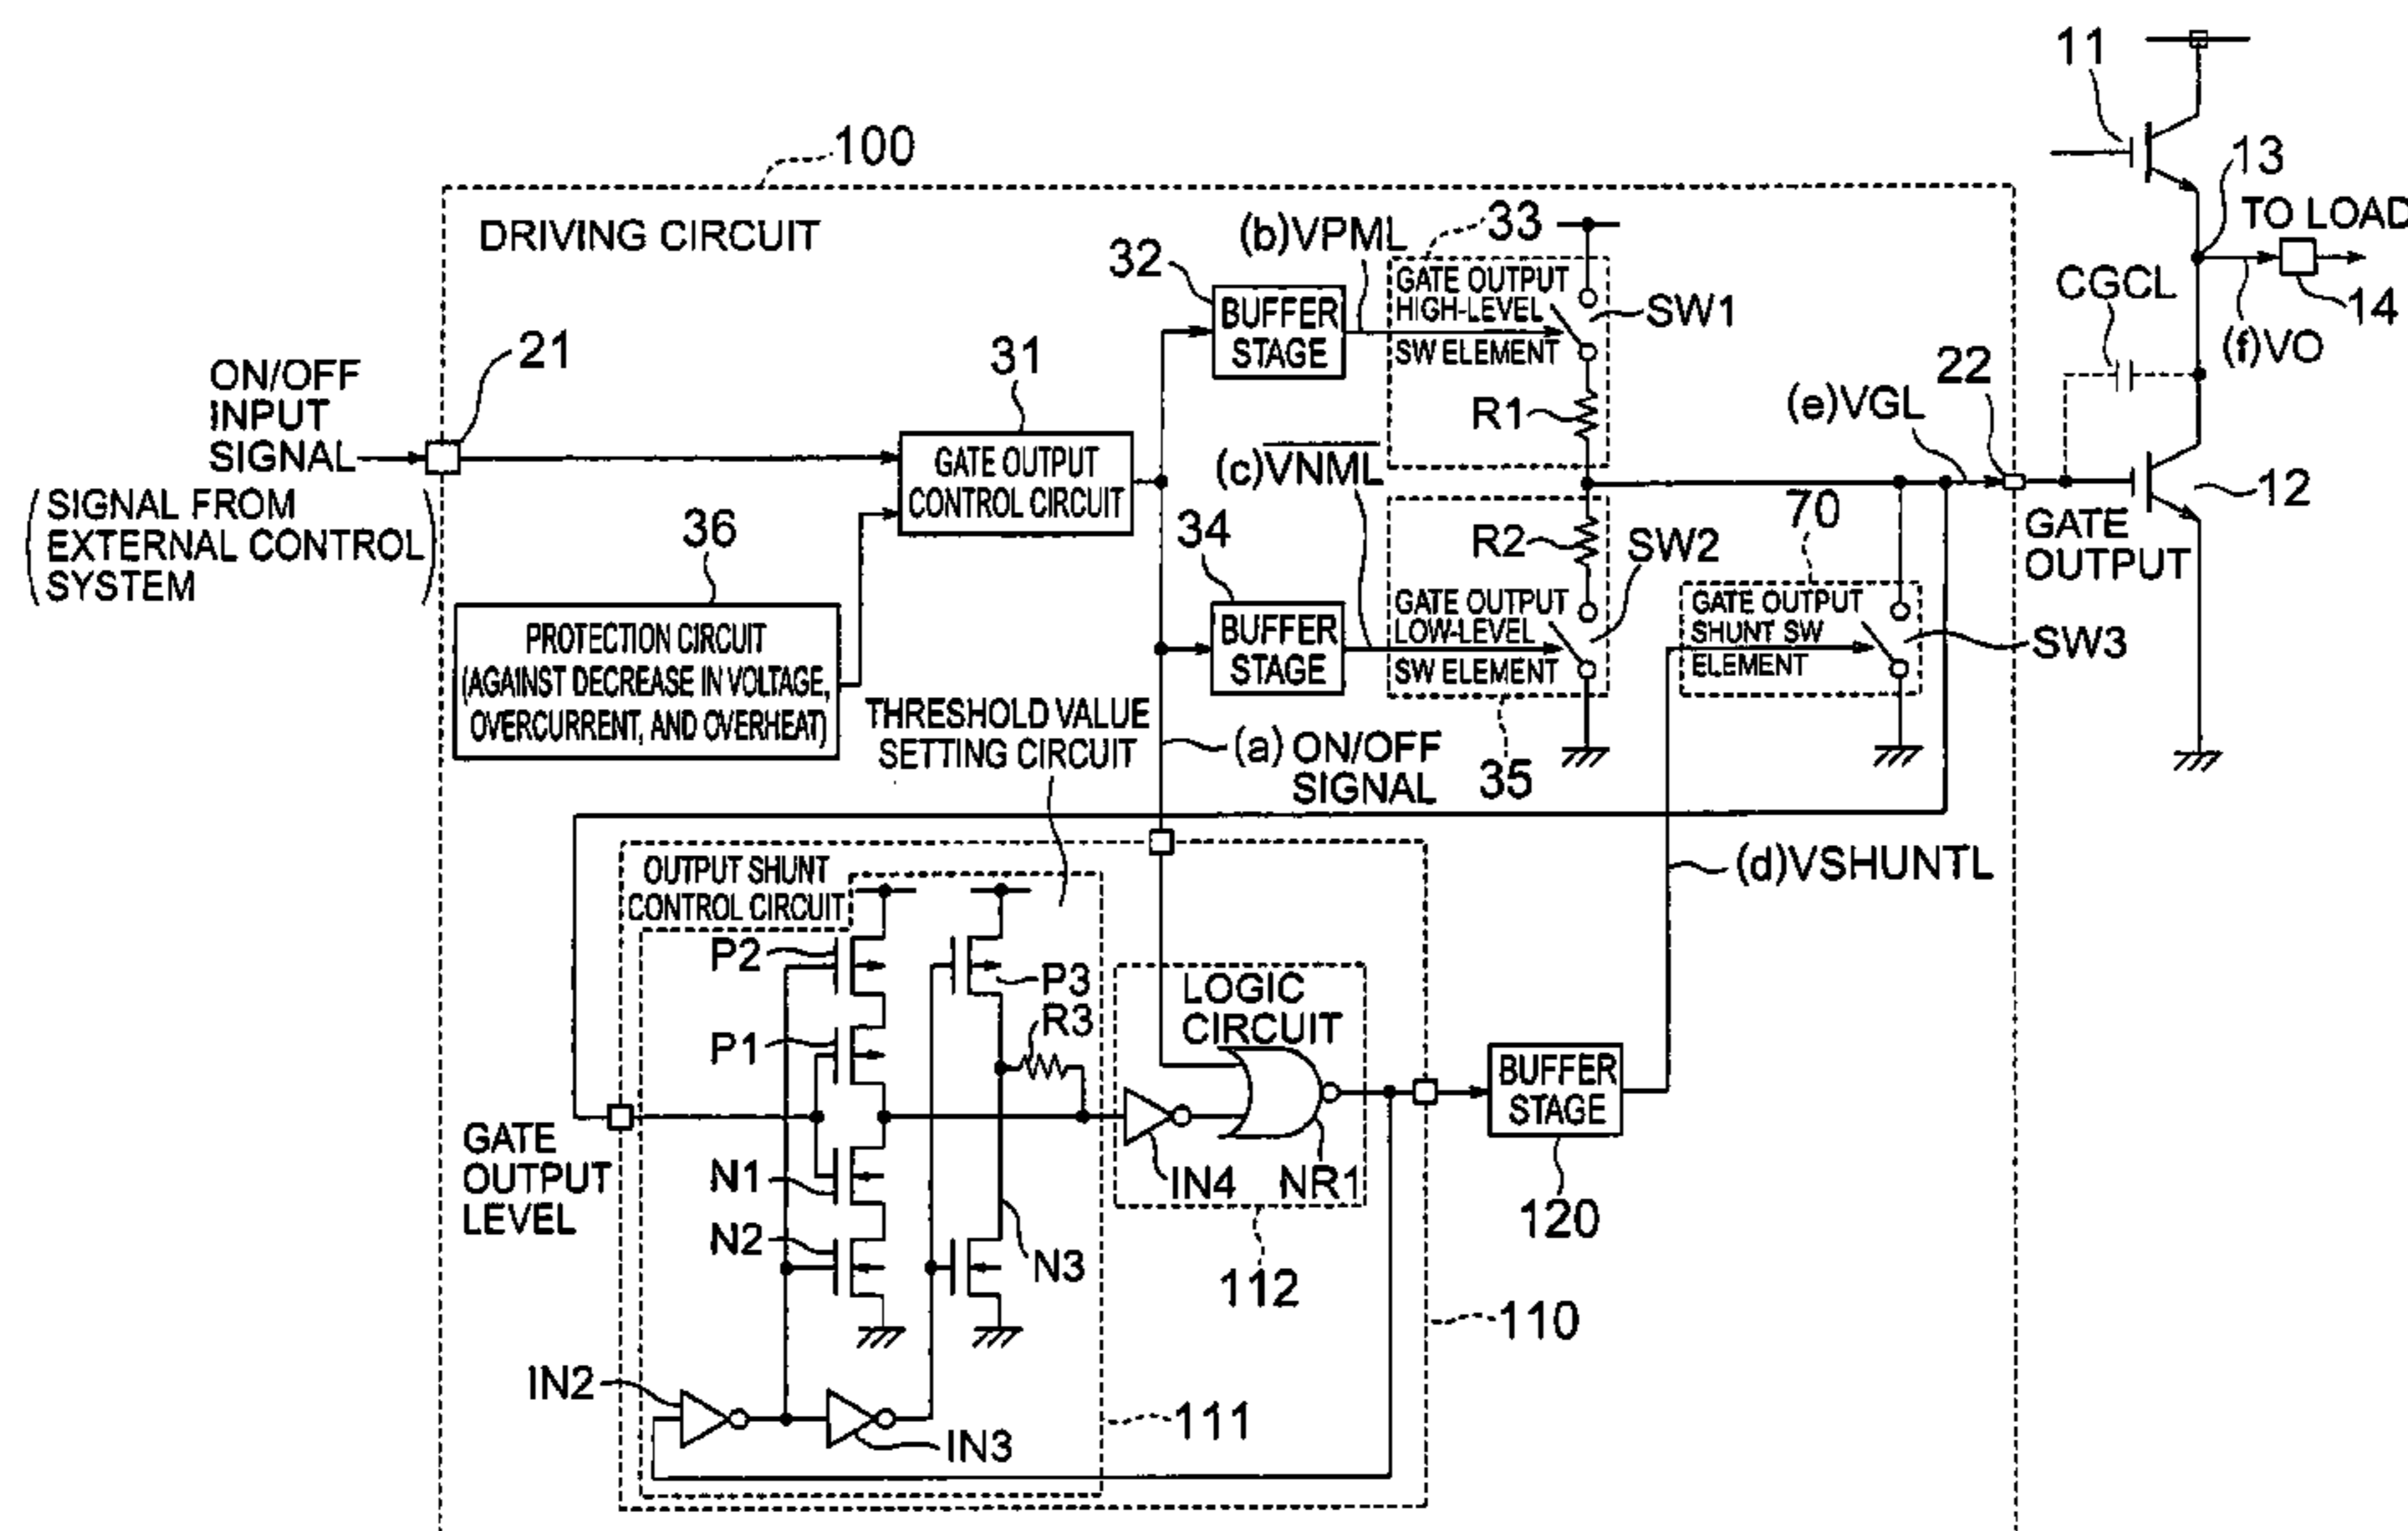 11
100
13
DRIVING CIRCUIT
(b)VPML
33
TO LOAD
32
GATE OUTPUT
HIGH-LEVEL
SW ELEMENT
SW1
CGCL
14
BUFFER
STAGE
(f)VO
21
31
22
ON/OFF
INPUT
SIGNAL
R1
(e)VGL
(SIGNAL FROM
EXTERNAL CONTROL
SYSTEM)
GATE OUTPUT
CONTROL CIRCUIT
(c)VNML
12
36
34
R2
SW2
70
GATE
OUTPUT
PROTECTION CIRCUIT
(AGAINST DECREASE IN VOLTAGE,
OVERCURRENT, AND OVERHEAT)
BUFFER
STAGE
GATE OUTPUT
LOW-LEVEL
SW ELEMENT
GATE OUTPUT
SHUNT SW
ELEMENT
SW3
THRESHOLD VALUE
SETTING CIRCUIT
(a) ON/OFF
SIGNAL
35
OUTPUT SHUNT
CONTROL CIRCUIT
(d)VSHUNTL
P2
P3
LOGIC
CIRCUIT
P1
R3
BUFFER
STAGE
GATE
OUTPUT
LEVEL
N1
IN4
NR1
120
N2
N3
112
110
IN2
IN3
111